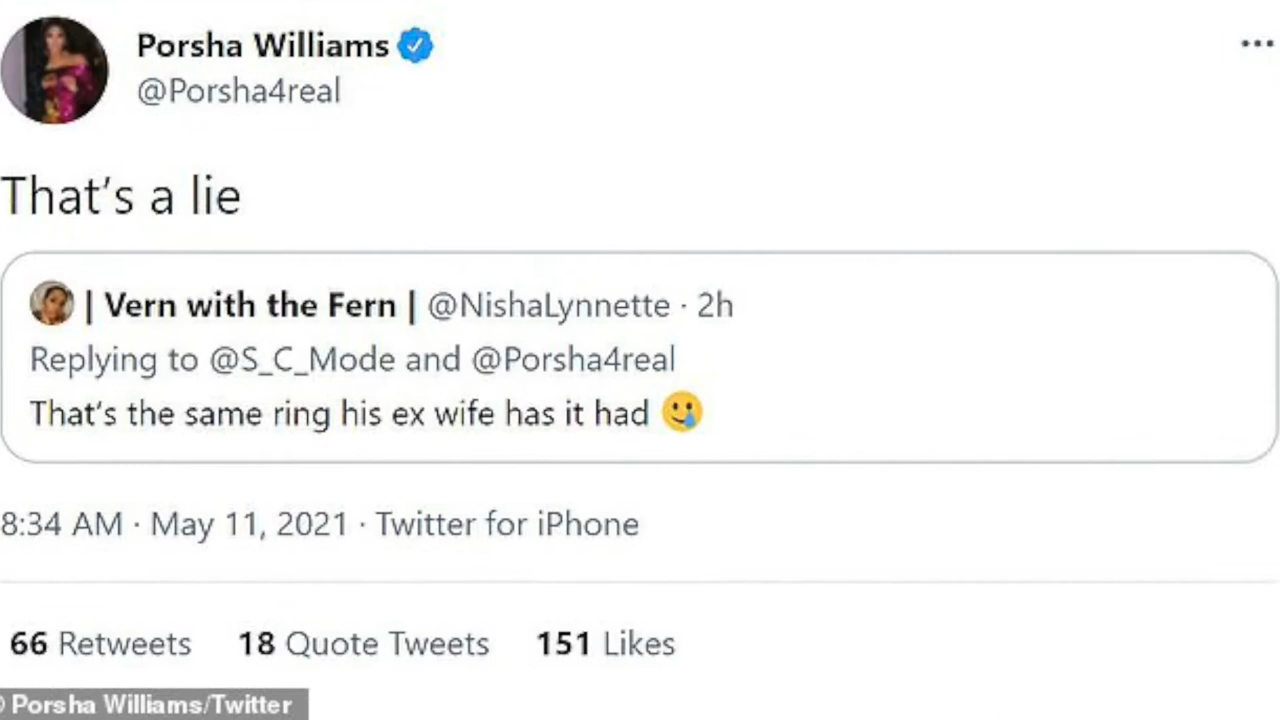 Porsha Williams
@Porsha4real
That's a lie
| Vern with the Fern | @NishaLynnette · 2h
Replying to @S_C_Mode and @Porsha4real
That's the same ring his ex wife has it had 🥲
8:34 AM · May 11, 2021 · Twitter for iPhone
66 Retweets 18 Quote Tweets 151 Likes
© Porsha Williams/Twitter